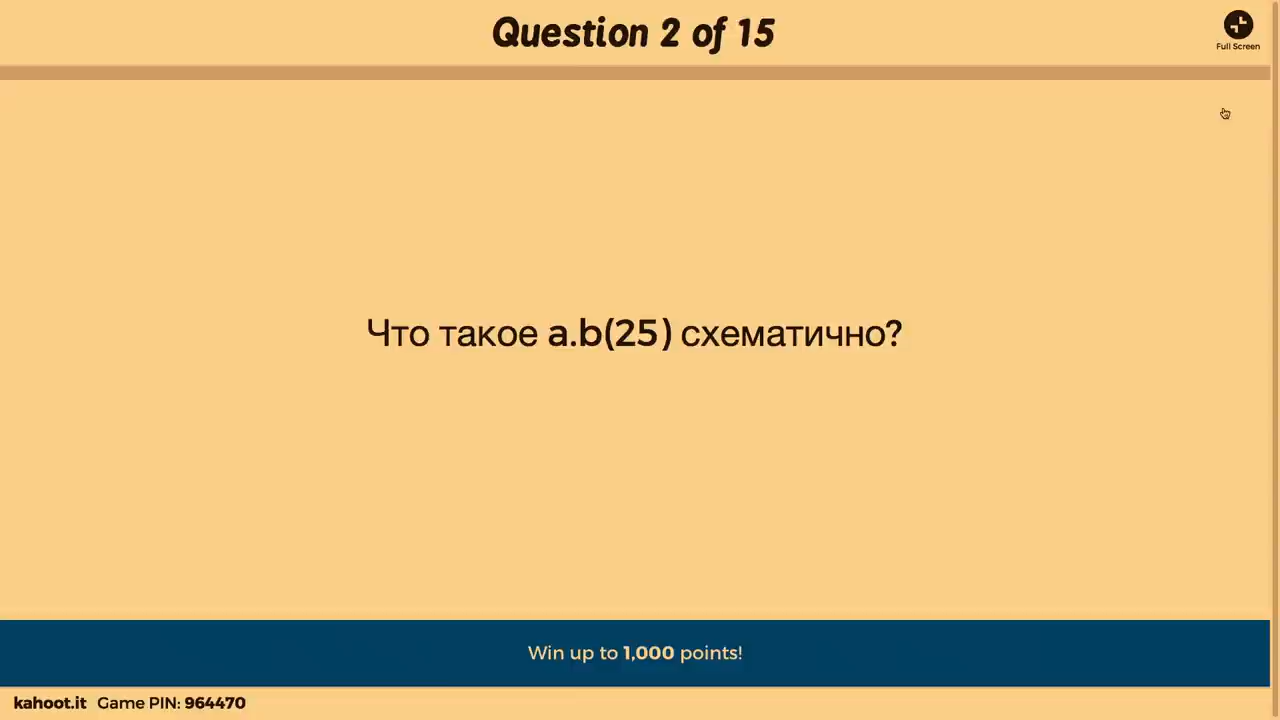 Question 2 of 15
Full Screen
Что такое a.b(25) схематично?
Win up to 1,000 points!
kahoot.it Game PIN: 964470